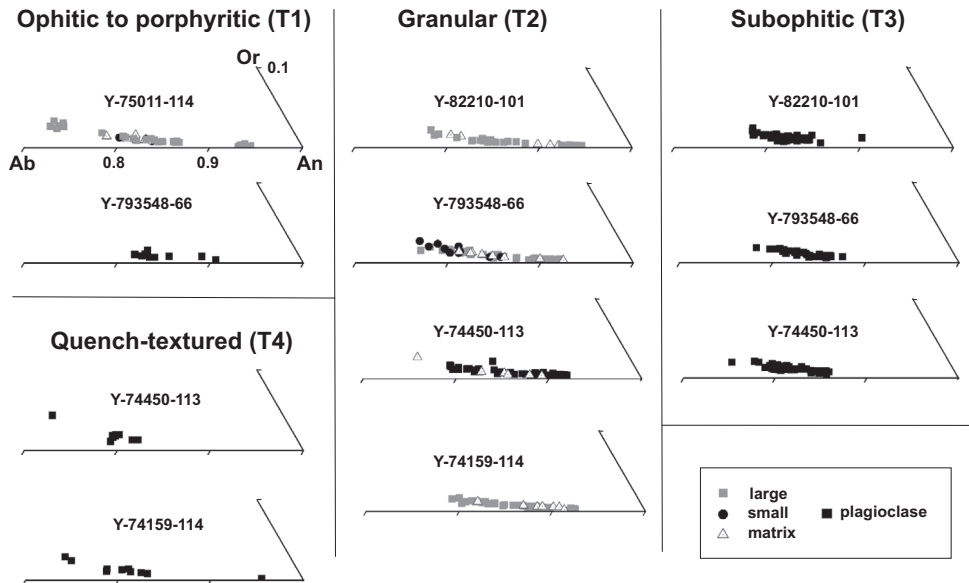 Ophitic to porphyritic (T1)
Or
0.1
Y-75011-114
Ab
0.8
0.9
An
Y-793548-66
Quench-textured (T4)
Y-74450-113
Y-74159-114
Granular (T2)
Y-82210-101
Y-793548-66
Y-74450-113
Y-74159-114
Subophitic (T3)
Y-82210-101
Y-793548-66
Y-74450-113
large
small
matrix
plagioclase